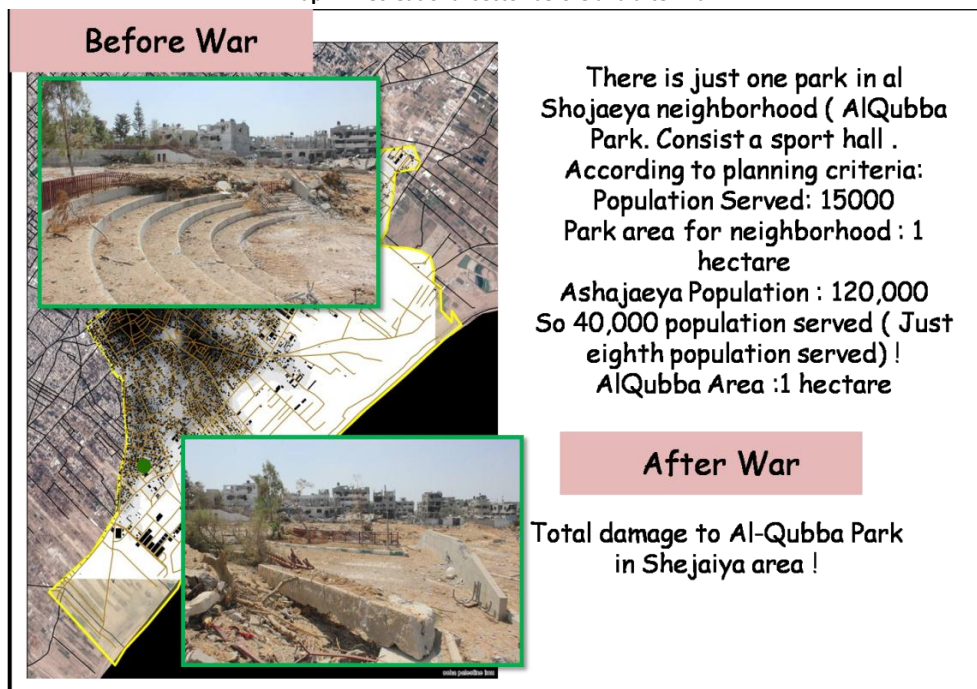 Before War
There is just one park in al
Shojaeya neighborhood ( AlQubba
Park. Consist a sport hall .
According to planning criteria:
Population Served: 15000
Park area for neighborhood : 1
hectare
Ashajaeya Population : 120,000
So 40,000 population served ( Just
eighth population served) !
AlQubba Area :1 hectare
After War
Total damage to Al-Qubba Park
in Shejaiya area !